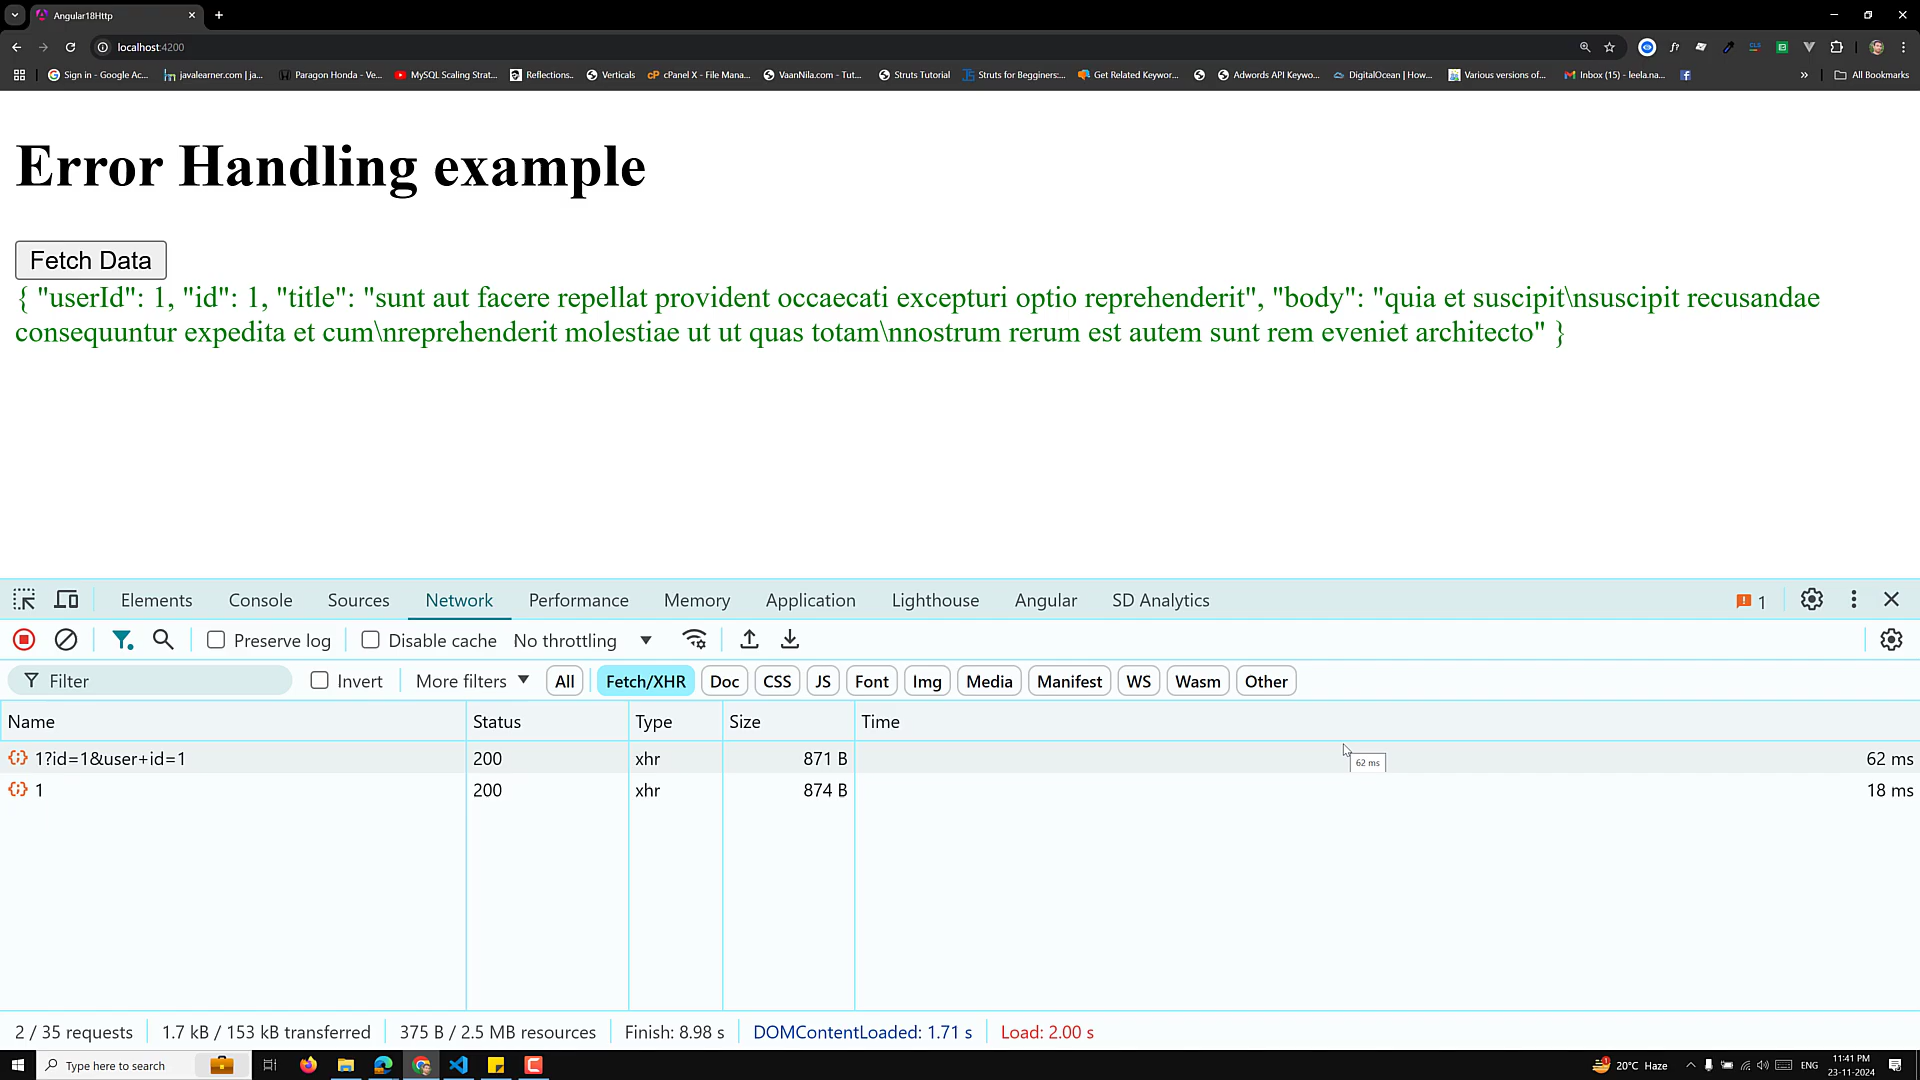 Angular18Http
localhost:4200
Sign in - Google Ac...
javalearner.com | ja...
Paragon Honda - Ve...
MySQL Scaling Strat...
Reflections..
Verticals
cPanel X - File Mana...
VaanNila.com - Tut...
Struts Tutorial
Struts for Begginers:...
Get Related Keywor...
Adwords API Keywo...
DigitalOcean | How...
Various versions of...
Inbox (15) - leela.na...
All Bookmarks
Error Handling example
Fetch Data
{ "userId": 1, "id": 1, "title": "sunt aut facere repellat provident occaecati excepturi optio reprehenderit", "body": "quia et suscipit\nsuscipit recusandae
consequuntur expedita et cum\nreprehenderit molestiae ut ut quas totam\nnostrum rerum est autem sunt rem eveniet architecto" }
Elements Console Sources Network Performance Memory Application Lighthouse Angular SD Analytics 1
Preserve log Disable cache No throttling
Filter Invert More filters All Fetch/XHR Doc CSS JS Font Img Media Manifest WS Wasm Other
Name Status Type Size Time
1?id=1&user+id=1 200 xhr 871 B 62 ms
62 ms
1 200 xhr 874 B 18 ms
2 / 35 requests 1.7 kB / 153 kB transferred 375 B / 2.5 MB resources Finish: 8.98 s DOMContentLoaded: 1.71 s Load: 2.00 s
Type here to search
20°C Haze
ENG
11:41 PM
23-11-2024